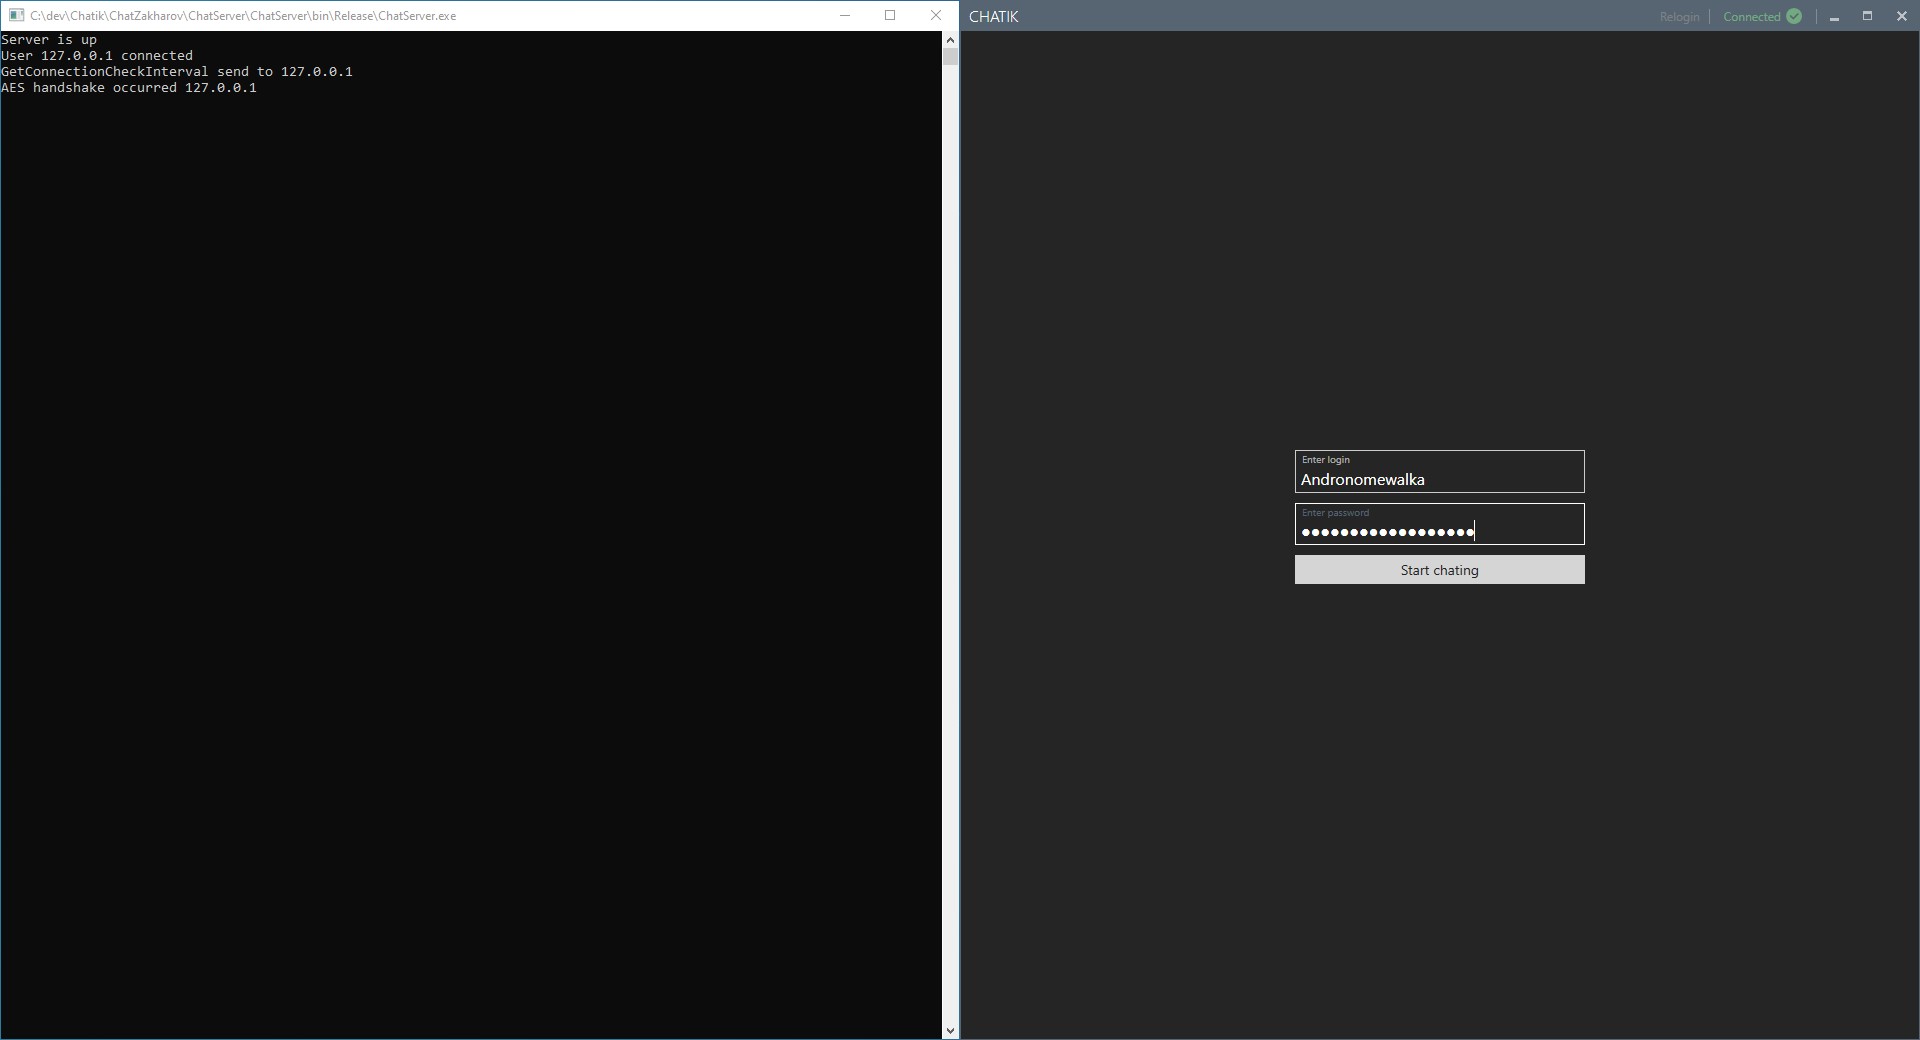 C:\dev\Chatik\ChatZakharov\ChatServer\ChatServer\bin\Release\ChatServer.exe
Server is up
User 127.0.0.1 connected
GetConnectionCheckInterval send to 127.0.0.1
AES handshake occurred 127.0.0.1
CHATIK
Relogin
Connected
Enter login
Andronomewalka
Enter password
●●●●●●●●●●●●●●●●●●
Start chating